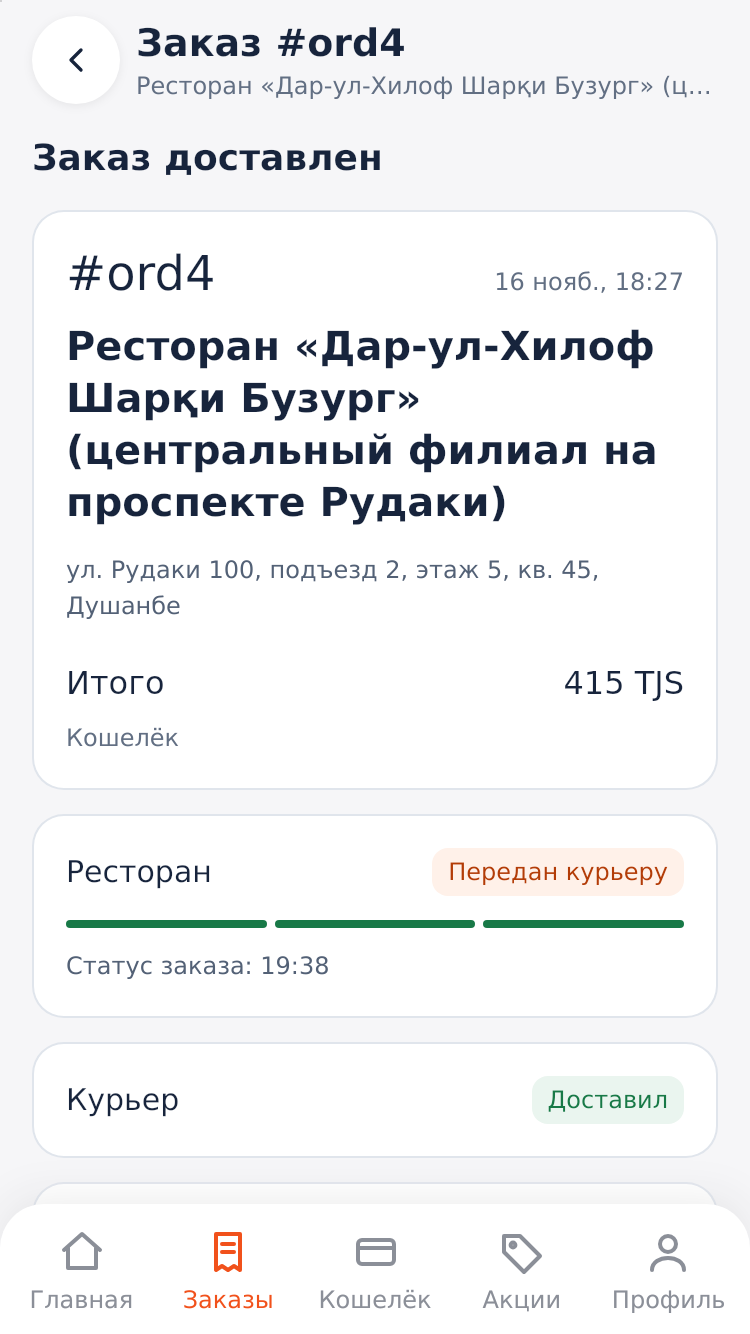 Заказ #ord4
Ресторан «Дар-ул-Хилоф Шарқи Бузург» (ц...
Заказ доставлен
#ord4
16 нояб., 18:27
Ресторан «Дар-ул-Хилоф
Шарқи Бузург»
(центральный филиал на
проспекте Рудаки)
ул. Рудаки 100, подъезд 2, этаж 5, кв. 45,
Душанбе
Итого
415 TJS
Кошелёк
Ресторан
Передан курьеру
Статус заказа: 19:38
Курьер
Доставил
Главная
Заказы
Кошелёк
Акции
Профиль